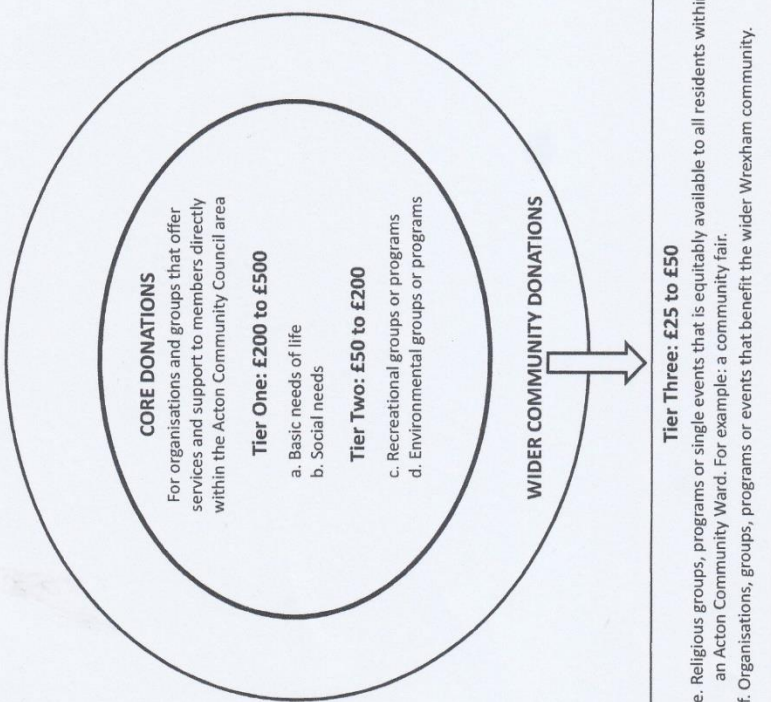 CORE DONATIONS
For organisations and groups that offer
services and support to members directly
within the Acton Community Council area
Tier One: £200 to £500
a. Basic needs of life
b. Social needs
Tier Two: £50 to £200
c. Recreational groups or programs
d. Environmental groups or programs
WIDER COMMUNITY DONATIONS
Tier Three: £25 to £50
e. Religious groups, programs or single events that is equitably available to all residents within
an Acton Community Ward. For example: a community fair.
f. Organisations, groups, programs or events that benefit the wider Wrexham community.